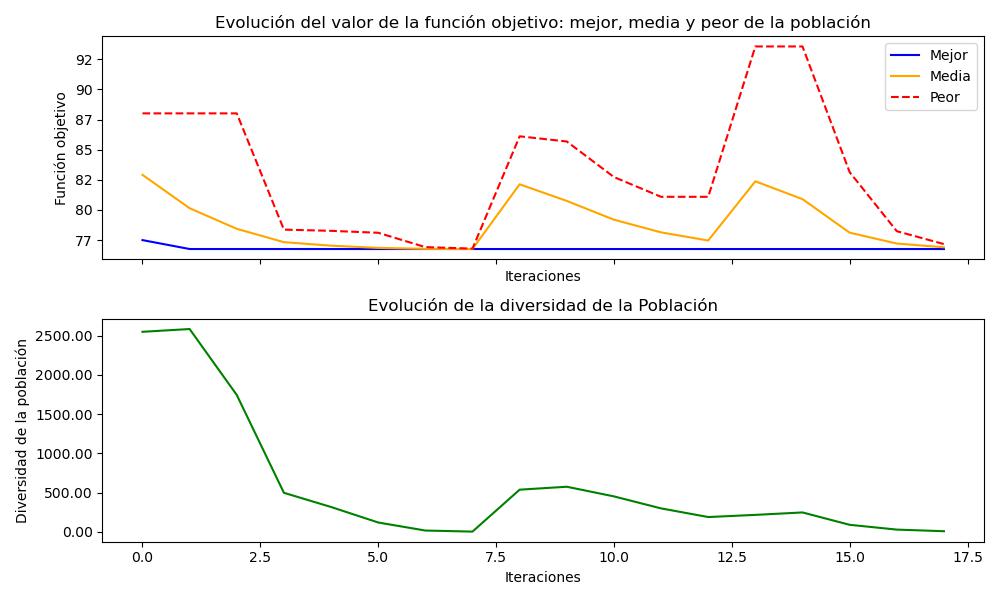 Evolución del valor de la función objetivo: mejor, media y peor de la población
Función objetivo
92
90
87
85
82
80
77
Mejor
Media
Peor
Iteraciones
Evolución de la diversidad de la Población
Diversidad de la población
2500.00
2000.00
1500.00
1000.00
500.00
0.00
0.0 2.5 5.0 7.5 10.0 12.5 15.0 17.5
Iteraciones